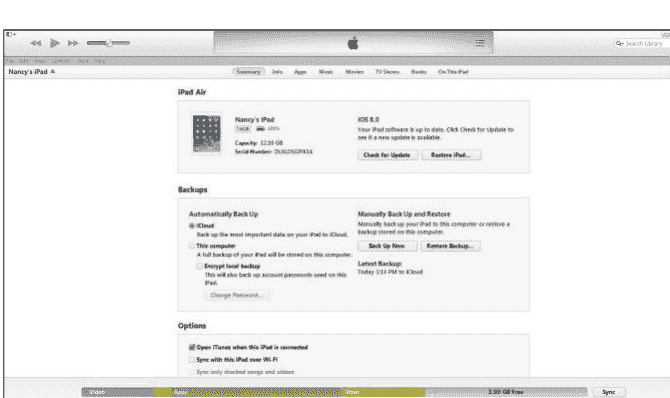 Search Library
Nancy's iPad
Summary Info Apps Music Movies TV Shows Books On This iPad
iPad Air
Nancy's iPad
16GB 100%
Capacity: 12.50 GB
Serial Number:
iOS 8.0
Your iPad software is up to date. Click Check for Update to
see if a new update is available.
Check for Update Restore iPad...
Backups
Automatically Back Up
iCloud
Back up the most important data on your iPad to iCloud.
This computer
A full backup of your iPad will be stored on this computer.
Encrypt local backup
This will also back up account passwords used on this
iPad.
Change Password...
Manually Back Up and Restore
Manually back up your iPad to this computer or restore a
backup stored on this computer.
Back Up Now Restore Backup...
Latest Backup:
Today 3:33 PM to iCloud
Options
Open iTunes when this iPad is connected
Sync with this iPad over Wi-Fi
Sync only checked songs and videos
Video Sync